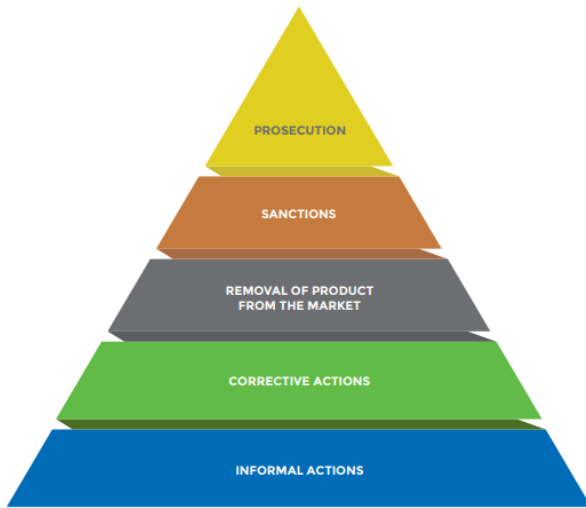 PROSECUTION
SANCTIONS
REMOVAL OF PRODUCT
FROM THE MARKET
CORRECTIVE ACTIONS
INFORMAL ACTIONS